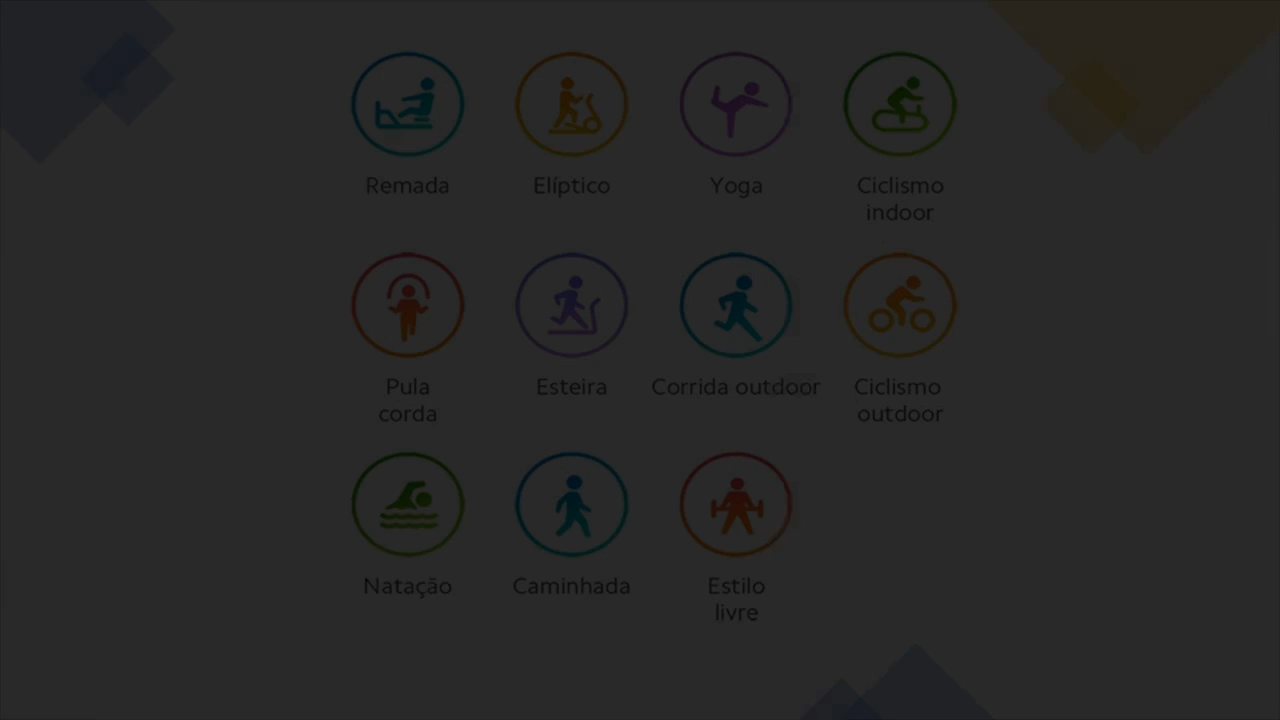 Remada
Elíptico
Yoga
Ciclismo
indoor
Pula
corda
Esteira
Corrida outdoor
Ciclismo
outdoor
Natação
Caminhada
Estilo
livre